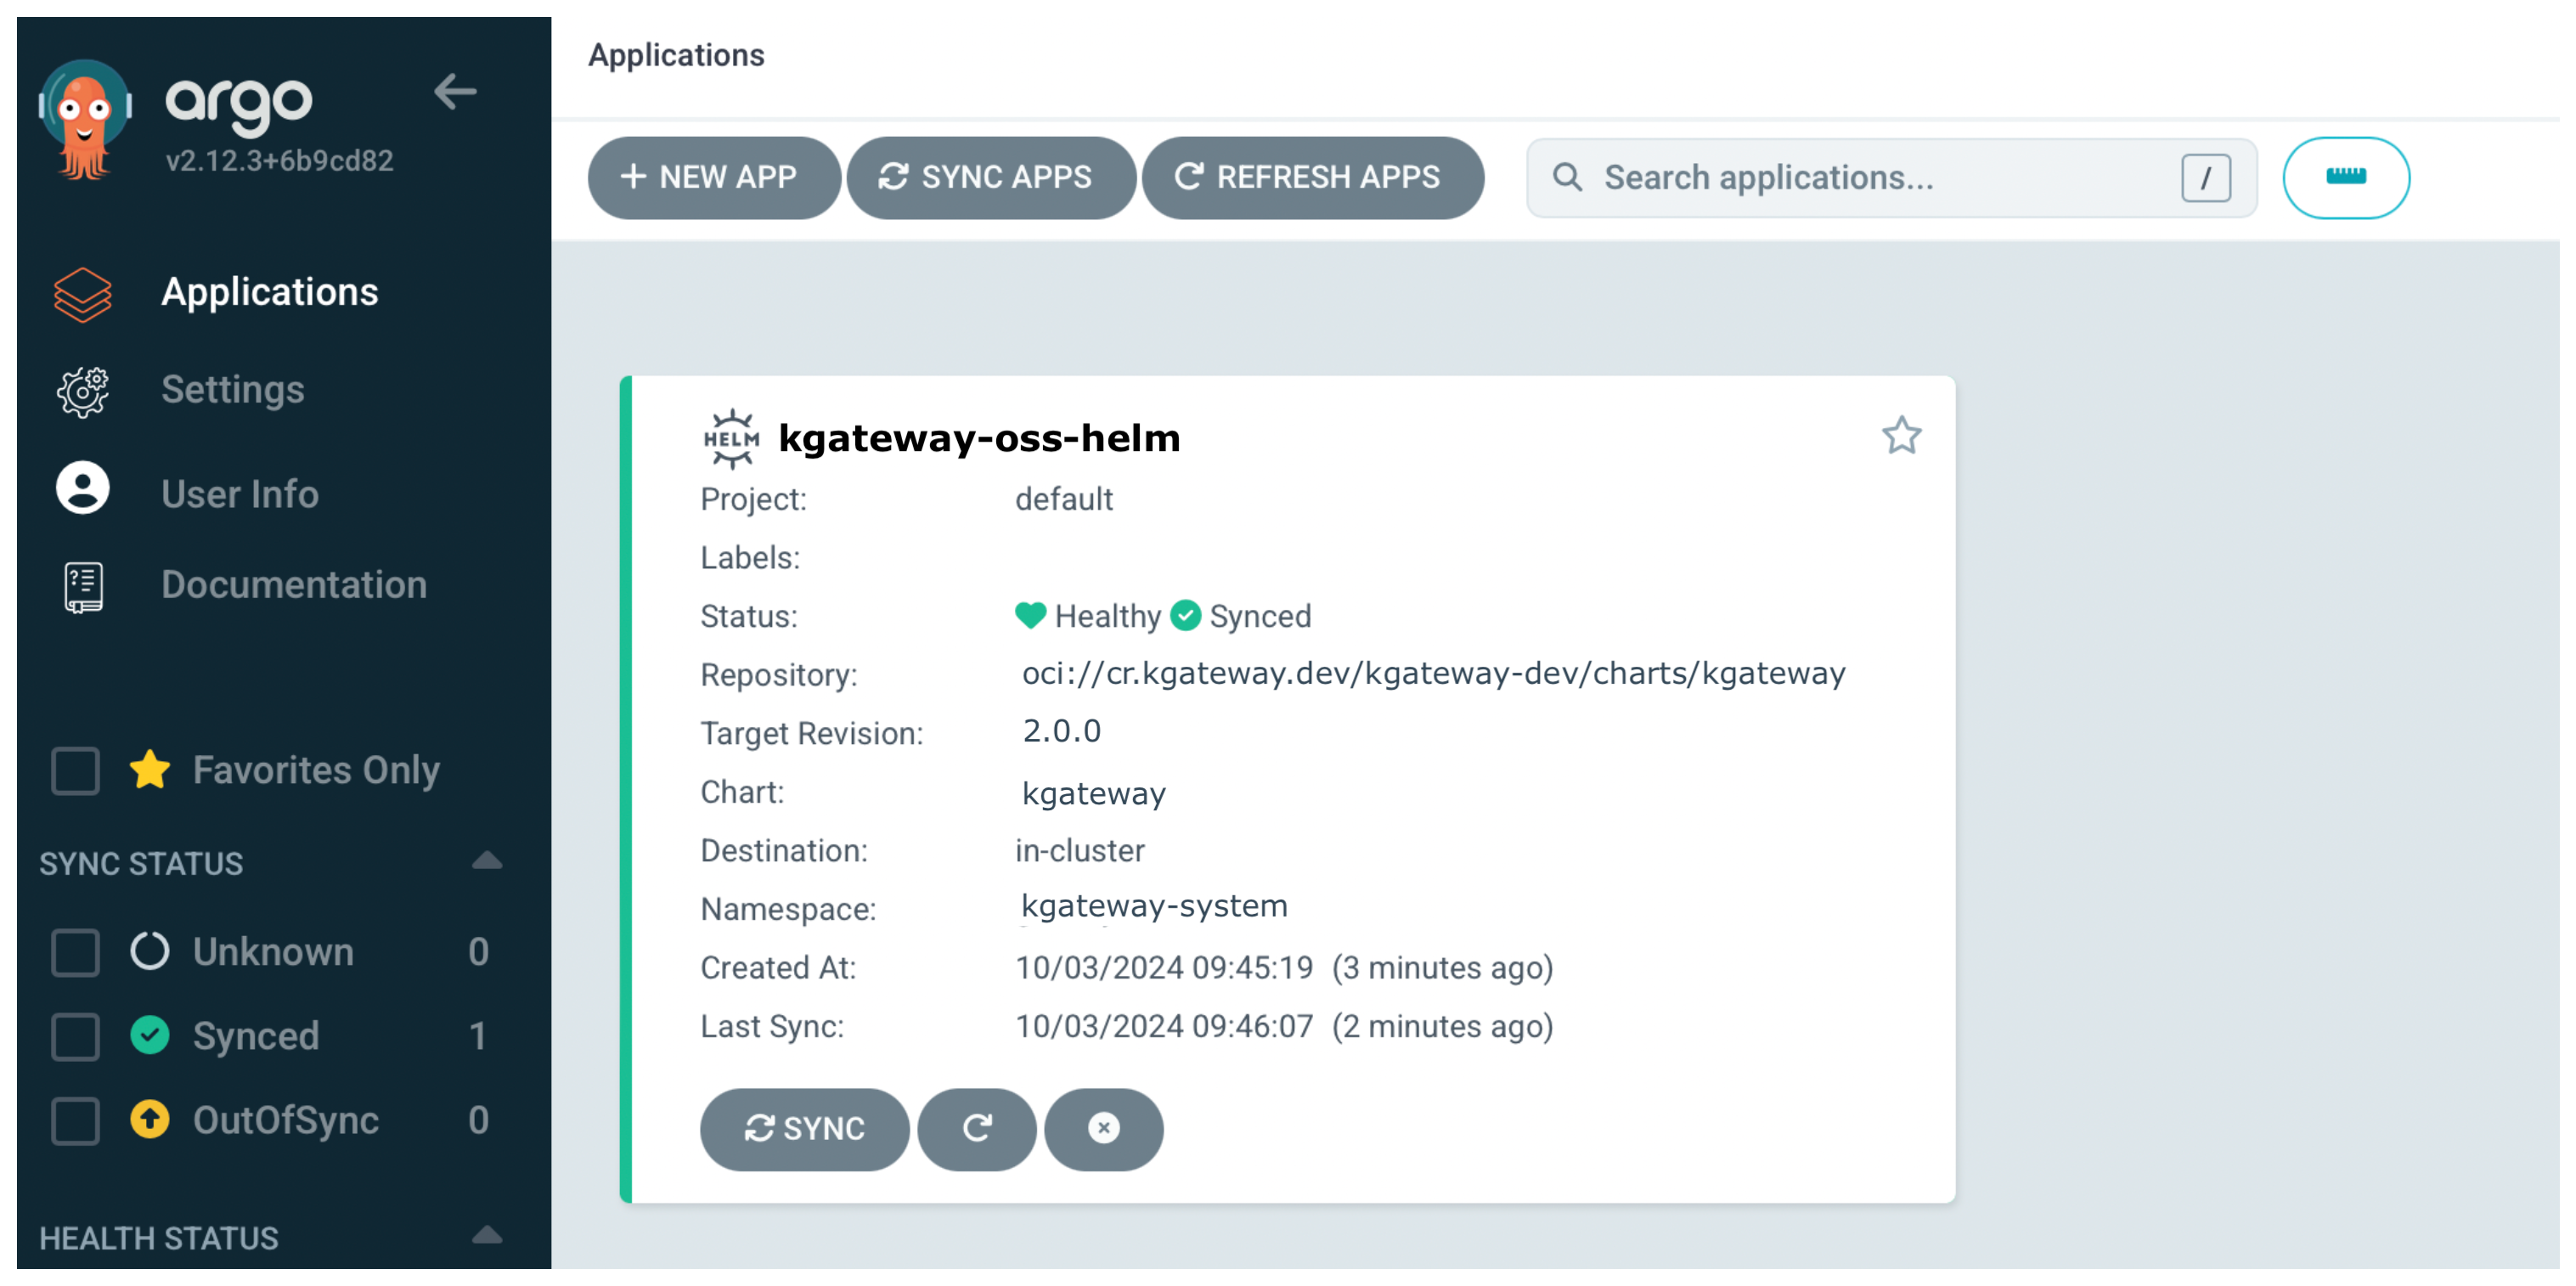 argo
v2.12.3+6b9cd82
Applications
Settings
User Info
Documentation
Favorites Only
SYNC STATUS
Unknown 0
Synced 1
OutOfSync 0
HEALTH STATUS
Applications
+ NEW APP SYNC APPS REFRESH APPS Search applications... /
HELM kgateway-oss-helm
Project: default
Labels:
Status: Healthy Synced
Repository: oci://cr.kgateway.dev/kgateway-dev/charts/kgateway
Target Revision: 2.0.0
Chart: kgateway
Destination: in-cluster
Namespace: kgateway-system
Created At: 10/03/2024 09:45:19 (3 minutes ago)
Last Sync: 10/03/2024 09:46:07 (2 minutes ago)
SYNC